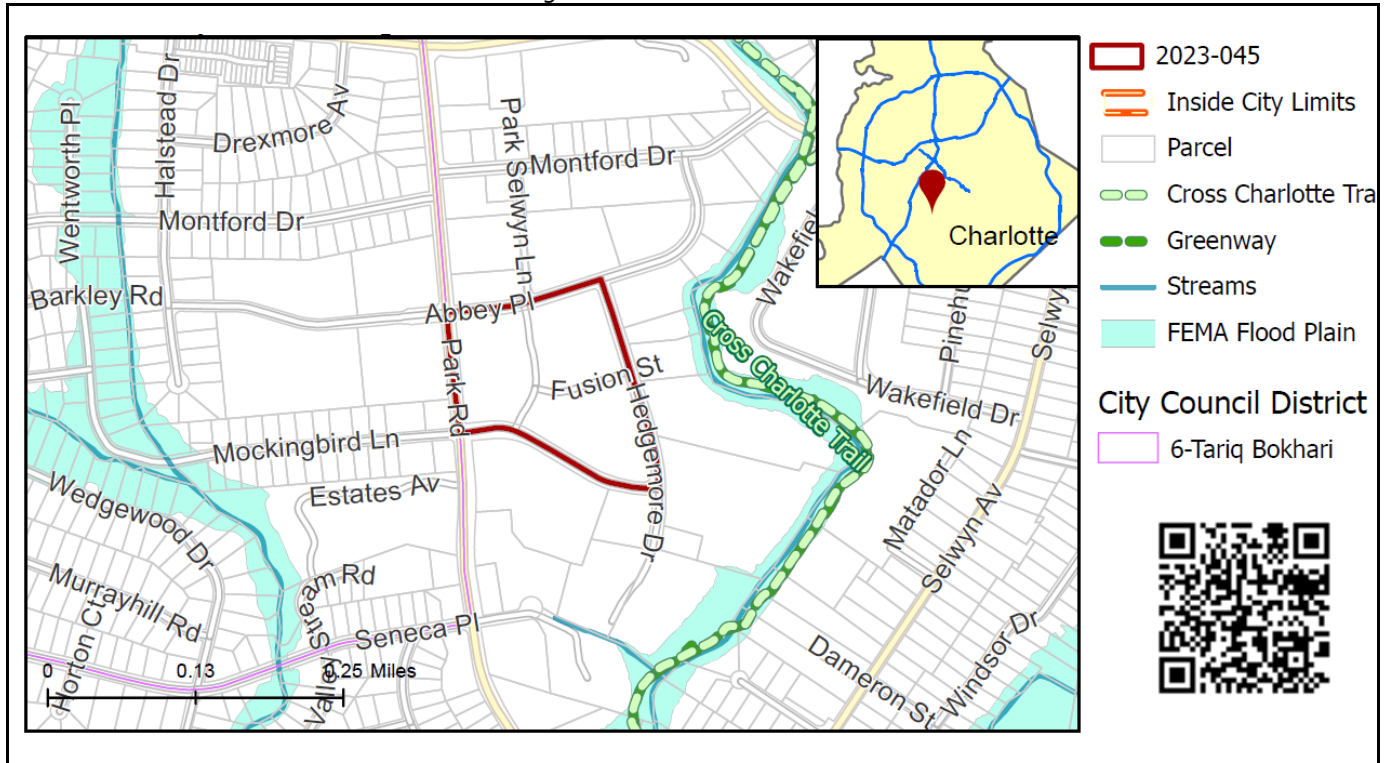 Wentworth Pl
Halstead Dr
Drexmore Av
Park Selwyn Ln
Montford Dr
Montford Dr
Barkley Rd
Abbey Pl
Park Rd
Fusion St
Hedgemore Dr
Mockingbird Ln
Estates Av
Wedgewood Dr
Murrayhill Rd
Horton Ct
Seneca Pl
Cross Charlotte Trail
Wakefiel
Wakefield Dr
Pinehu
Selwy
Matador Ln
Selwyn Av
Dameron St
Windsor Dr
0
0.13
0.25 Miles
Charlotte
2023-045
Inside City Limits
Parcel
Cross Charlotte Tra
Greenway
Streams
FEMA Flood Plain
City Council District
6-Tariq Bokhari